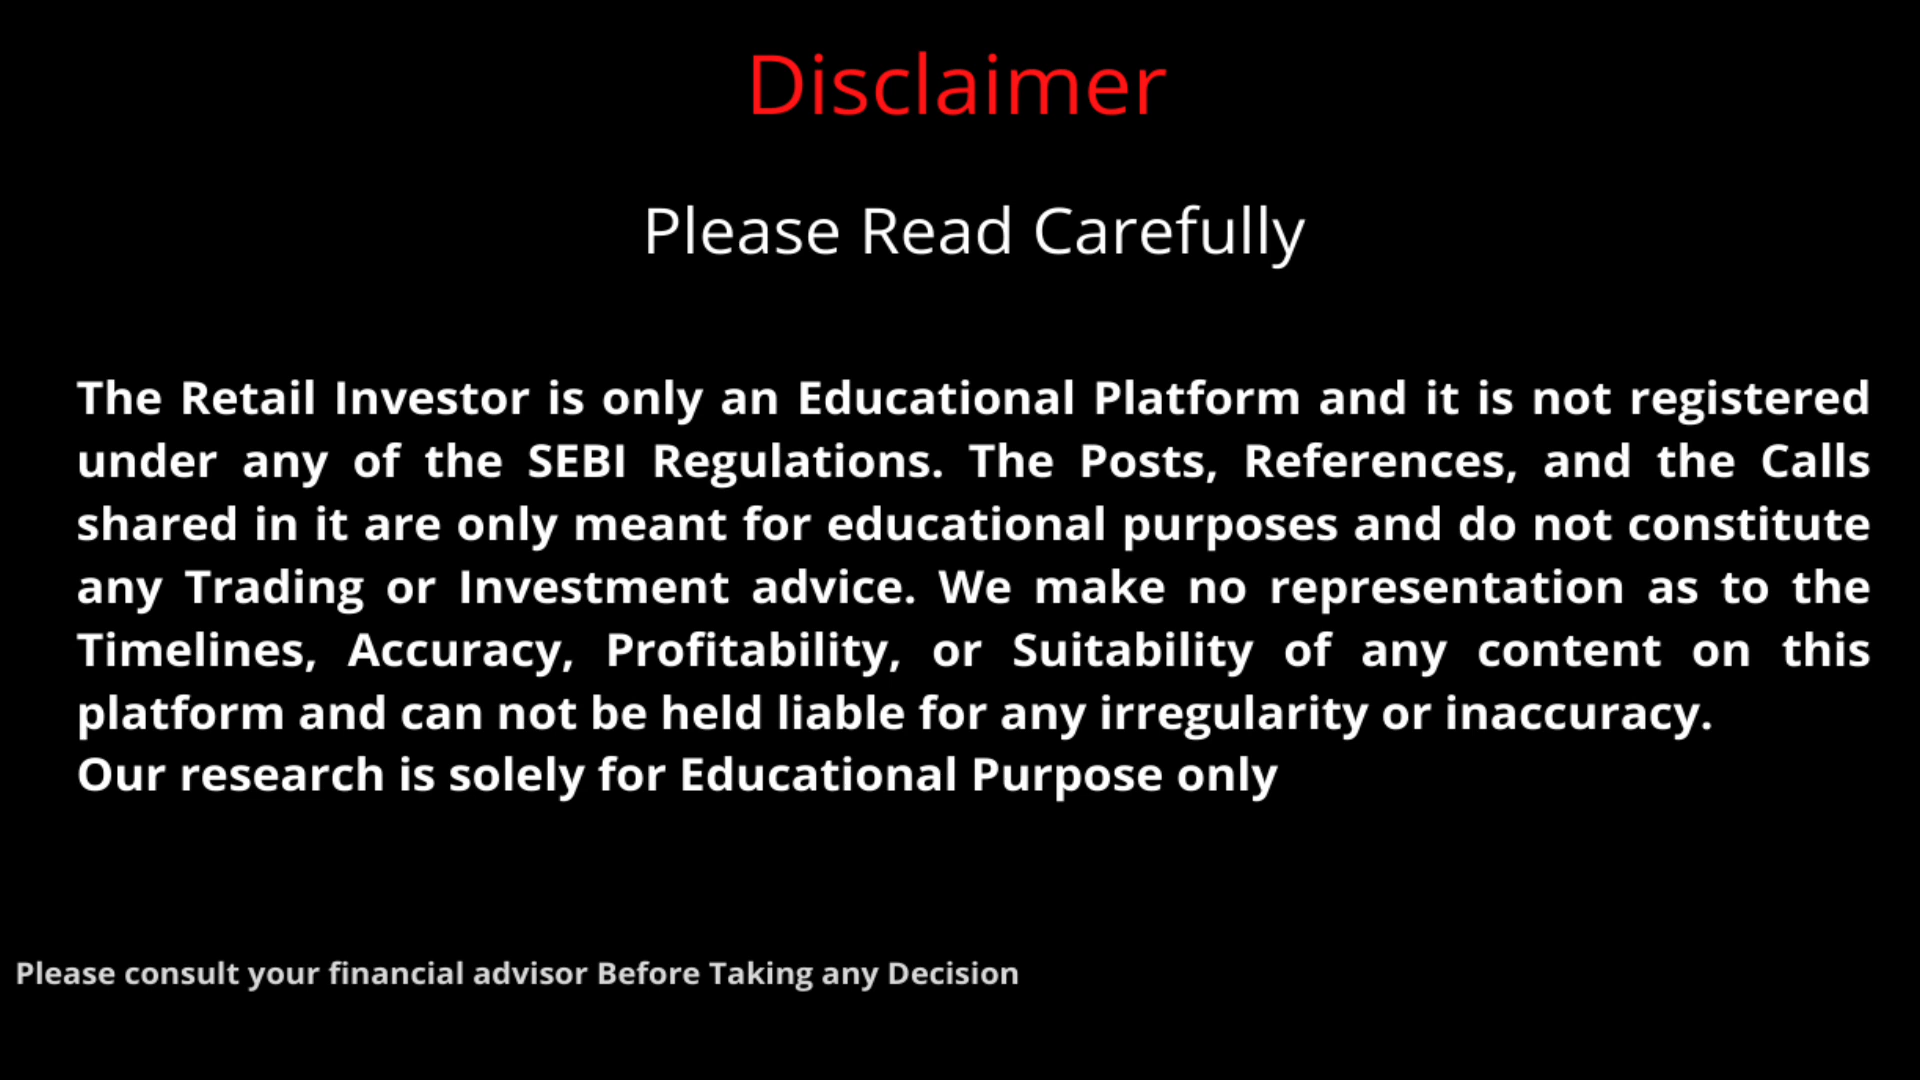 Disclaimer
Please Read Carefully
The Retail Investor is only an Educational Platform and it is not registered
under any of the SEBI Regulations. The Posts, References, and the Calls
shared in it are only meant for educational purposes and do not constitute
any Trading or Investment advice. We make no representation as to the
Timelines, Accuracy, Profitability, or Suitability of any content on this
platform and can not be held liable for any irregularity or inaccuracy.
Our research is solely for Educational Purpose only
Please consult your financial advisor Before Taking any Decision